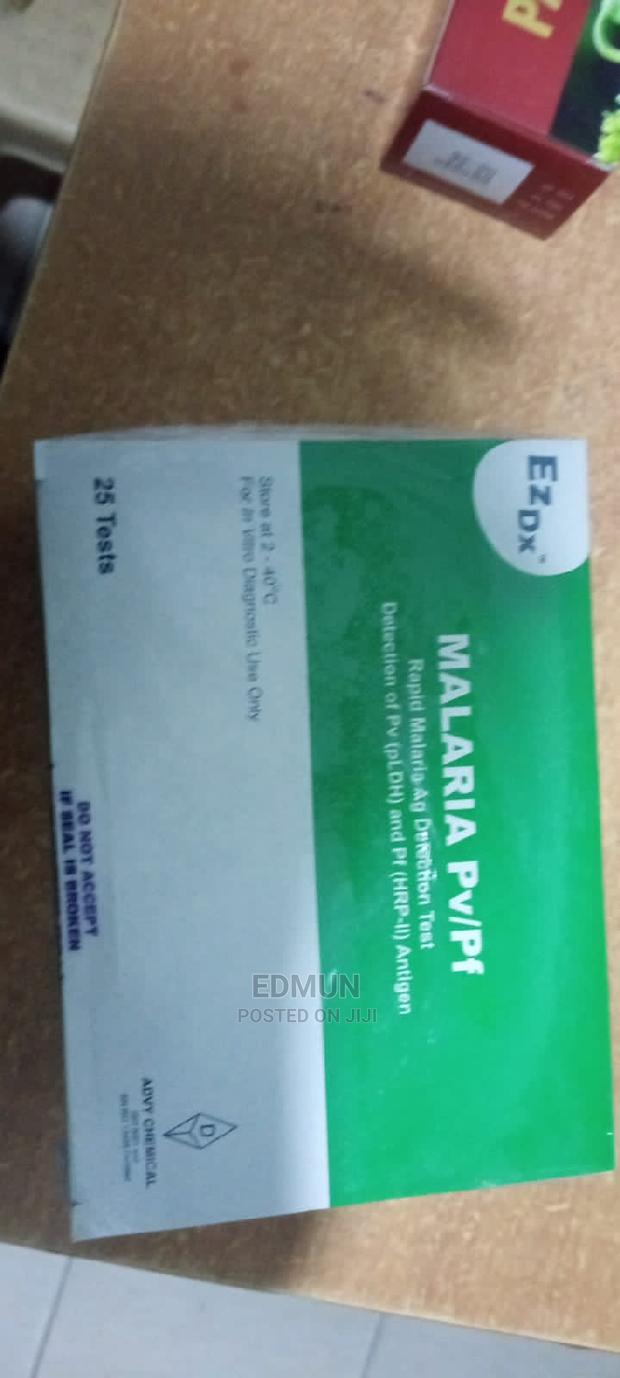 EzDx™
MALARIA Pv/Pf
Rapid Malaria Ag Detection Test
Detection of Pv (pLDH) and Pf (HRP-II) Antigen
Store at 2 - 40°C
For In Vitro Diagnostic Use Only
25 Tests
DO NOT ACCEPT
IF SEAL IS BROKEN
D
ADVY CHEMICAL
EDMUN
POSTED ON JIJI